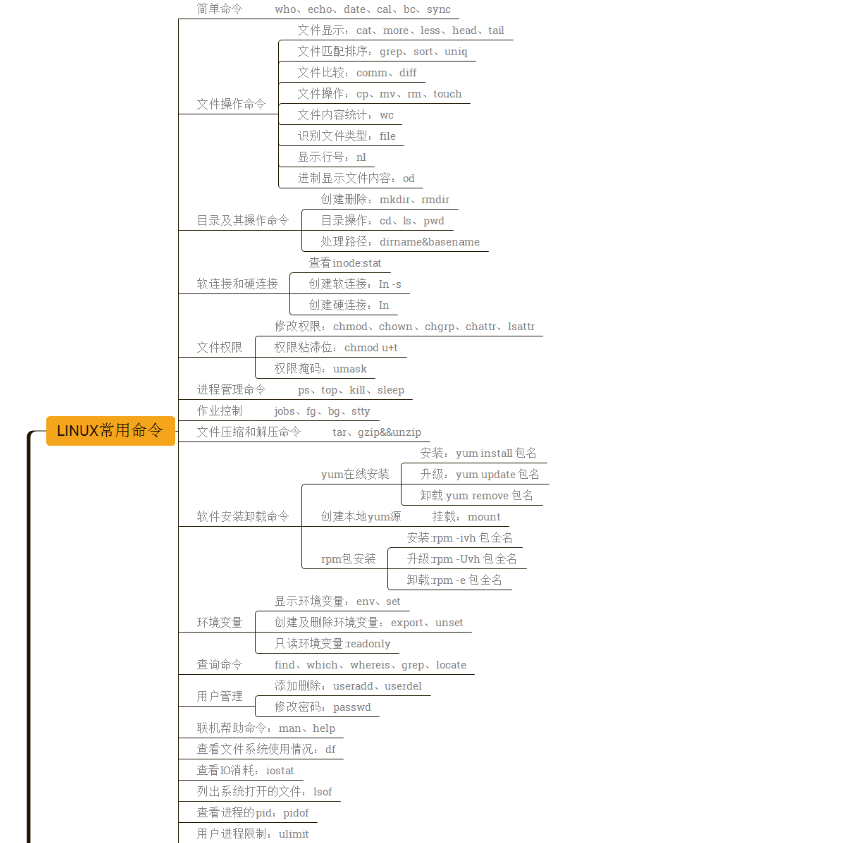 LINUX常用命令
简单命令 who、echo、date、cal、bc、sync
文件操作命令
文件显示：cat、more、less、head、tail
文件匹配排序：grep、sort、uniq
文件比较：comm、diff
文件操作：cp、mv、rm、touch
文件内容统计：wc
识别文件类型：file
显示行号：nl
进制显示文件内容：od
目录及其操作命令
创建删除：mkdir、rmdir
目录操作：cd、ls、pwd
处理路径：dirname&basename
软连接和硬连接
查看inode:stat
创建软连接：In -s
创建硬连接：In
文件权限
修改权限：chmod、chown、chgrp、chattr、lsattr
权限粘滞位：chmod u+t
权限掩码：umask
进程管理命令 ps、top、kill、sleep
作业控制 jobs、fg、bg、stty
文件压缩和解压命令 tar、gzip&&unzip
软件安装卸载命令
yum在线安装
安装：yum install 包名
升级：yum update 包名
卸载:yum remove 包名
创建本地yum源 挂载：mount
rpm包安装
安装:rpm -ivh 包全名
升级:rpm -Uvh 包全名
卸载:rpm -e 包全名
环境变量
显示环境变量：env、set
创建及删除环境变量：export、unset
只读环境变量:readonly
查询命令 find、which、whereis、grep、locate
用户管理
添加删除：useradd、userdel
修改密码：passwd
联机帮助命令：man、help
查看文件系统使用情况：df
查看IO消耗：iostat
列出系统打开的文件：lsof
查看进程的pid：pidof
用户进程限制：ulimit